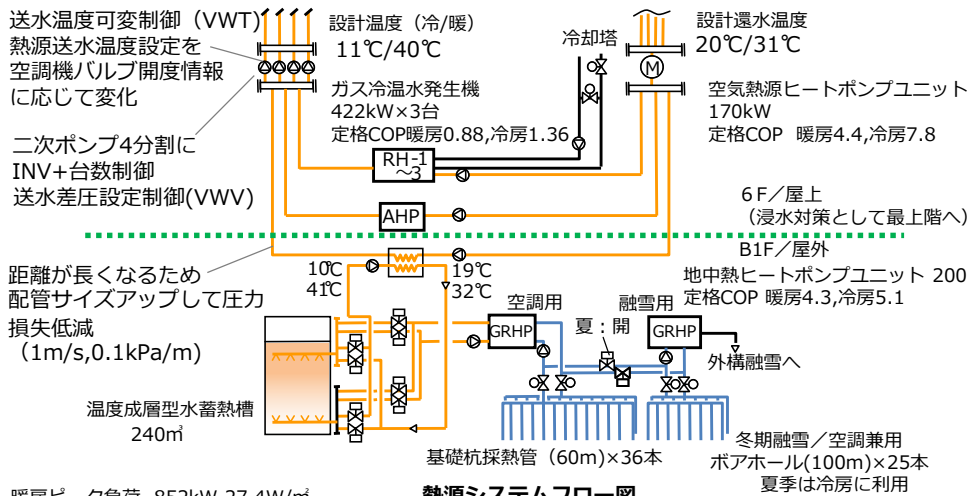 送水温度可変制御（VWT）
熱源送水温度設定を
空調機バルブ開度情報
に応じて変化
二次ポンプ4分割に
INV+台数制御
送水差圧設定制御(VWV)
設計温度（冷/暖）
11℃/40℃
ガス冷温水発生機
422kW×3台
定格COP暖房0.88,冷房1.36
冷却塔
設計還水温度
20℃/31℃
M
空気熱源ヒートポンプユニット
170kW
定格COP 暖房4.4,冷房7.8
RH-1
～3
AHP
6F／屋上
（浸水対策として最上階へ）
B1F／屋外
距離が長くなるため
配管サイズアップして圧力
損失低減
（1m/s,0.1kPa/m）
10℃
41℃
19℃
32℃
地中熱ヒートポンプユニット 200
定格COP 暖房4.3,冷房5.1
空調用
融雪用
夏：開
GRHP
GRHP
外構融雪へ
温度成層型水蓄熱槽
240㎥
基礎杭採熱管（60m)×36本
冬期融雪／空調兼用
ボアホール(100m)×25本
夏季は冷房に利用
熱源システムフロー図